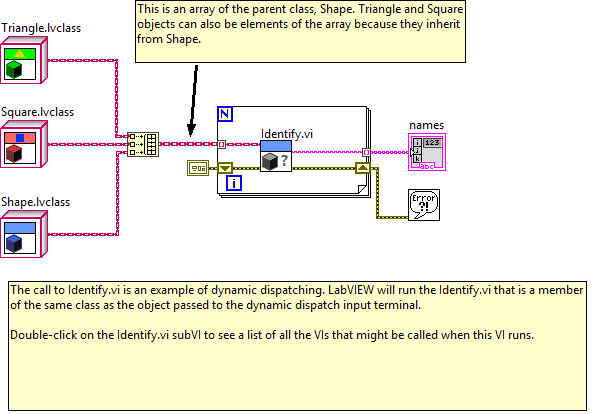 This is an array of the parent class, Shape. Triangle and Square
objects can also be elements of the array because they inherit
from Shape.
Triangle.lvclass
Square.lvclass
Shape.lvclass
N
Identify.vi
?
i
names
i
j
k
123
abc
Error
?!
The call to Identify.vi is an example of dynamic dispatching. LabVIEW will run the Identify.vi that is a member
of the same class as the object passed to the dynamic dispatch input terminal.
Double-click on the Identify.vi subVI to see a list of all the VIs that might be called when this VI runs.